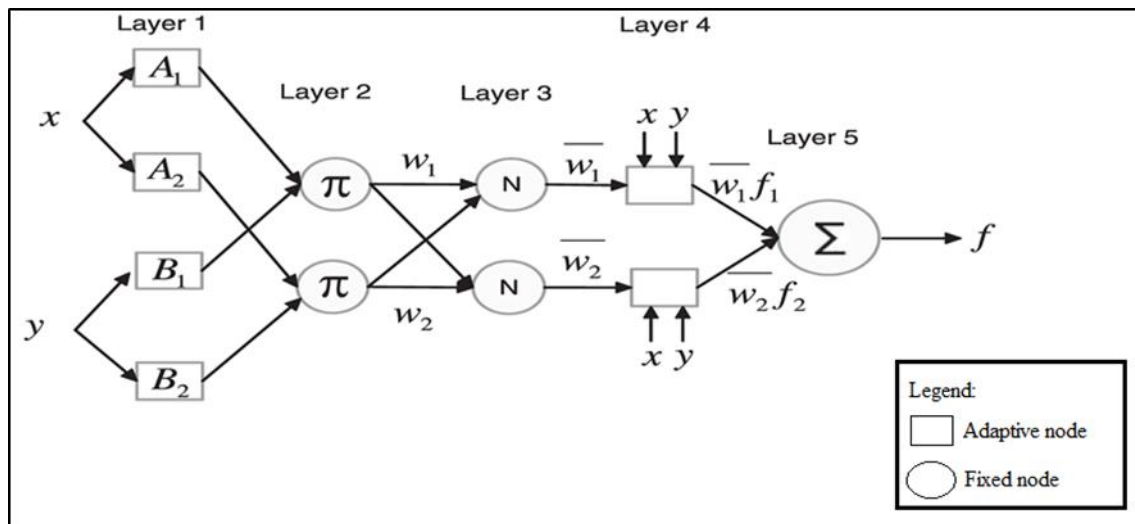 Layer 1
Layer 4
A₁
Layer 2
Layer 3
x
x y
Layer 5
A₂
π
w₁
N
w̅₁
w̅₁f₁
Σ
f
B₁
π
w₂
N
w̅₂
w̅₂f₂
y
x y
B₂
Legend:
Adaptive node
Fixed node